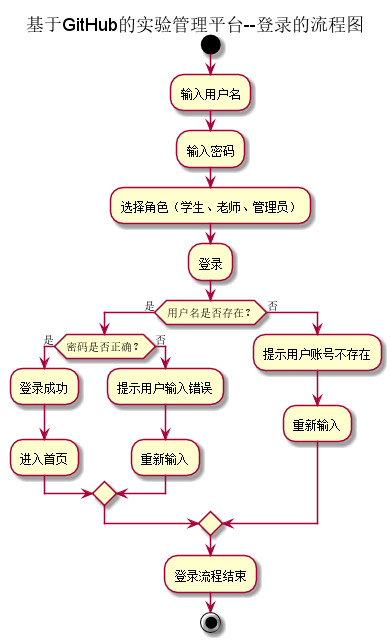 基于GitHub的实验管理平台--登录的流程图
输入用户名
输入密码
选择角色（学生、老师、管理员）
登录
是
用户名是否存在？
否
是
密码是否正确？
否
提示用户账号不存在
登录成功
提示用户输入错误
重新输入
进入首页
重新输入
登录流程结束